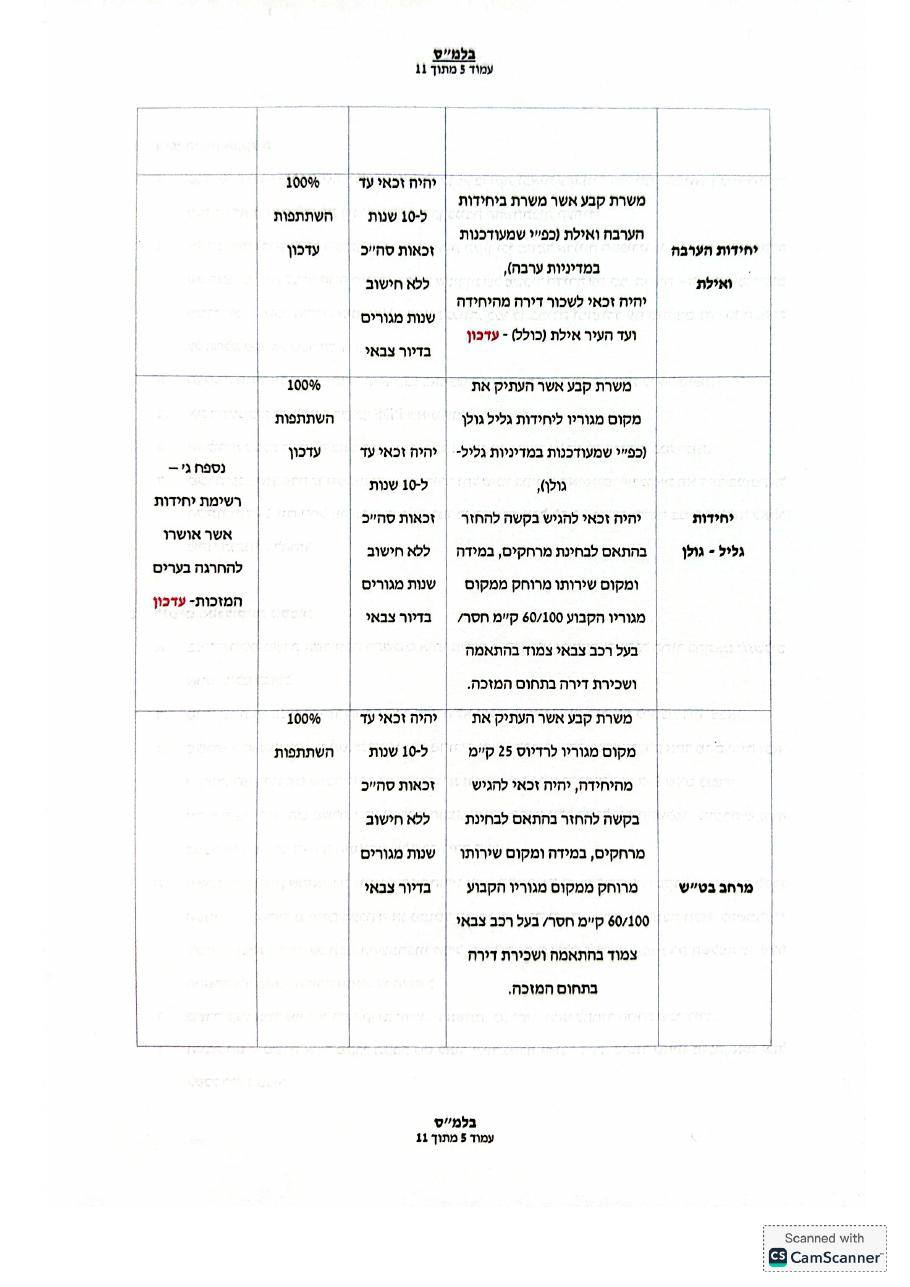 בלמ"ס
עמוד 5 מתוך 11
יחידות הערבה
ואילת
משרת קבע אשר משרת ביחידות
הערבה ואילת (כפ"י שמעודכנות
במדיניות ערבה),
יהיה זכאי לשכור דירה מהיחידה
ועד העיר אילת (כולל) - עדכון
יהיה זכאי עד
ל-10 שנות
זכאות סה"כ
ללא חישוב
שנות מגורים
בדיור צבאי
100%
השתתפות
עדכון
יחידות
גליל - גולן
משרת קבע אשר העתיק את
מקום מגוריו ליחידות גליל גולן
(כפ"י שמעודכנות במדיניות גליל-
גולן),
יהיה זכאי להגיש בקשה להחזר
בהתאם לבחינת מרחקים, במידה
ומקום שירותו מרוחק ממקום
מגוריו הקבוע 60/100 ק"מ חסר/
בעל רכב צבאי צמוד בהתאמה
ושכירת דירה בתחום המזכה.
יהיה זכאי עד
ל-10 שנות
זכאות סה"כ
ללא חישוב
שנות מגורים
בדיור צבאי
100%
השתתפות
עדכון
נספח ג' –
רשימת יחידות
אשר אושרו
להחרגה בערים
המזכות- עדכון
מרחב בט"ש
משרת קבע אשר העתיק את
מקום מגוריו לרדיוס 25 ק"מ
מהיחידה, יהיה זכאי להגיש
בקשה להחזר בהתאם לבחינת
מרחקים, במידה ומקום שירותו
מרוחק ממקום מגוריו הקבוע
60/100 ק"מ חסר/ בעל רכב צבאי
צמוד בהתאמה ושכירת דירה
בתחום המזכה.
יהיה זכאי עד
ל-10 שנות
זכאות סה"כ
ללא חישוב
שנות מגורים
בדיור צבאי
100%
השתתפות
בלמ"ס
עמוד 5 מתוך 11
Scanned with
CS CamScanner